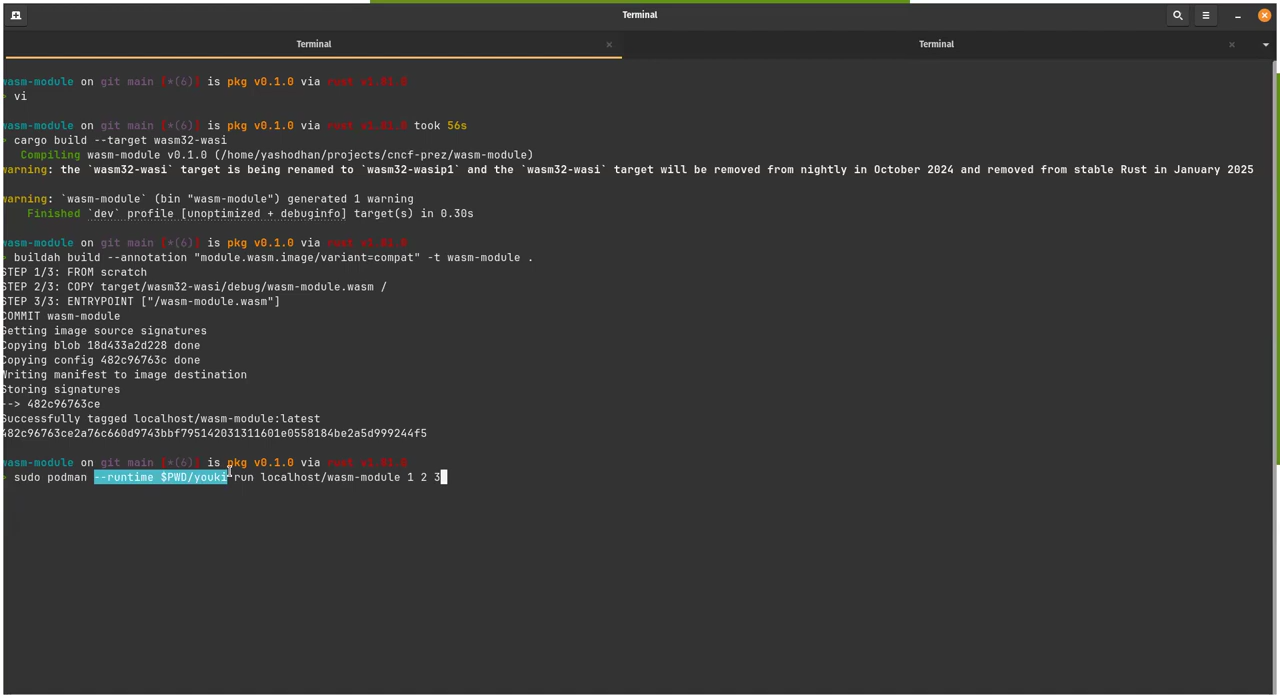 Terminal
Terminal
Terminal
wasm-module on git main [*(6)] is pkg v0.1.0 via rust v1.81.0
vi
wasm-module on git main [*(6)] is pkg v0.1.0 via rust v1.81.0 took 56s
cargo build --target wasm32-wasi
Compiling wasm-module v0.1.0 (/home/yashodhan/projects/cncf-prez/wasm-module)
warning: the `wasm32-wasi` target is being renamed to `wasm32-wasip1` and the `wasm32-wasi` target will be removed from nightly in October 2024 and removed from stable Rust in January 2025
warning: `wasm-module` (bin "wasm-module") generated 1 warning
Finished `dev` profile [unoptimized + debuginfo] target(s) in 0.30s
wasm-module on git main [*(6)] is pkg v0.1.0 via rust v1.81.0
buildah build --annotation "module.wasm.image/variant=compat" -t wasm-module .
STEP 1/3: FROM scratch
STEP 2/3: COPY target/wasm32-wasi/debug/wasm-module.wasm /
STEP 3/3: ENTRYPOINT ["/wasm-module.wasm"]
COMMIT wasm-module
Getting image source signatures
Copying blob 18d433a2d228 done
Copying config 482c96763c done
Writing manifest to image destination
Storing signatures
--> 482c96763ce
Successfully tagged localhost/wasm-module:latest
482c96763ce2a76c660d9743bbf795142031311601e0558184be2a5d999244f5
wasm-module on git main [*(6)] is pkg v0.1.0 via rust v1.81.0
sudo podman --runtime $PWD/youki run localhost/wasm-module 1 2 3